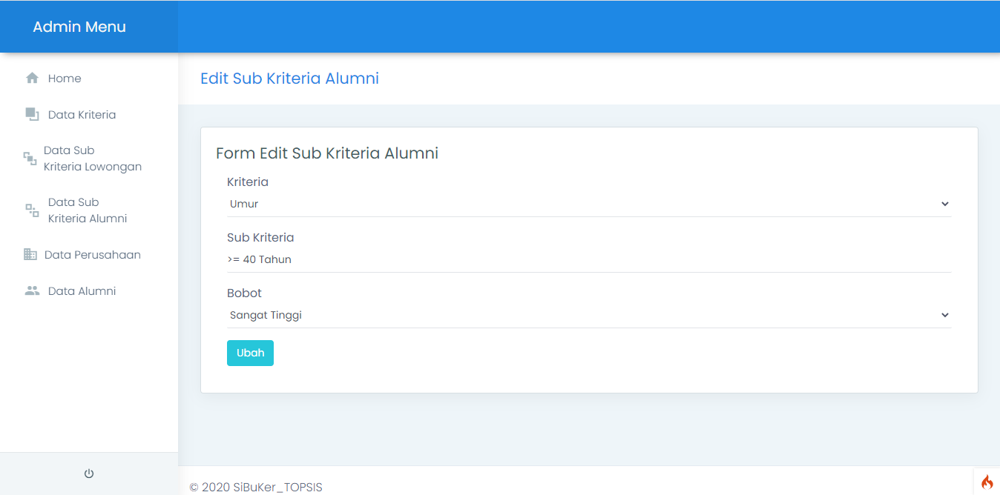 Admin Menu
Home
Data Kriteria
Data Sub
Kriteria Lowongan
Data Sub
Kriteria Alumni
Data Perusahaan
Data Alumni
Edit Sub Kriteria Alumni
Form Edit Sub Kriteria Alumni
Kriteria
Umur
Sub Kriteria
>= 40 Tahun
Bobot
Sangat Tinggi
Ubah
© 2020 SiBuKer_TOPSIS